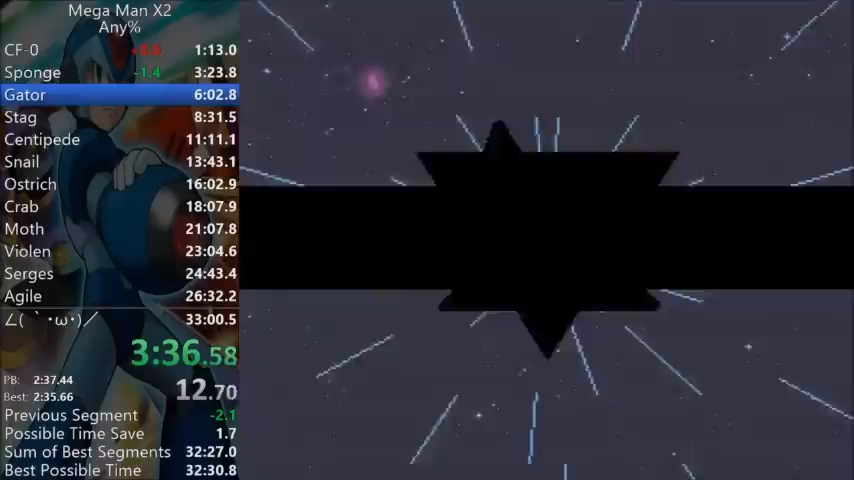 Mega Man X2
Any%
CF-0 1:13.0
Sponge -1.4 3:23.8
Gator 6:02.8
Stag 8:31.5
Centipede 11:11.1
Snail 13:43.1
Ostrich 16:02.9
Crab 18:07.9
Moth 21:07.8
Violen 23:04.6
Serges 24:43.4
Agile 26:32.2
∠( ｀・ω・)／ 33:00.5
3:36.58
PB: 2:37.44
Best: 2:35.66
12.70
Previous Segment -2.1
Possible Time Save 1.7
Sum of Best Segments 32:27.0
Best Possible Time 32:30.8